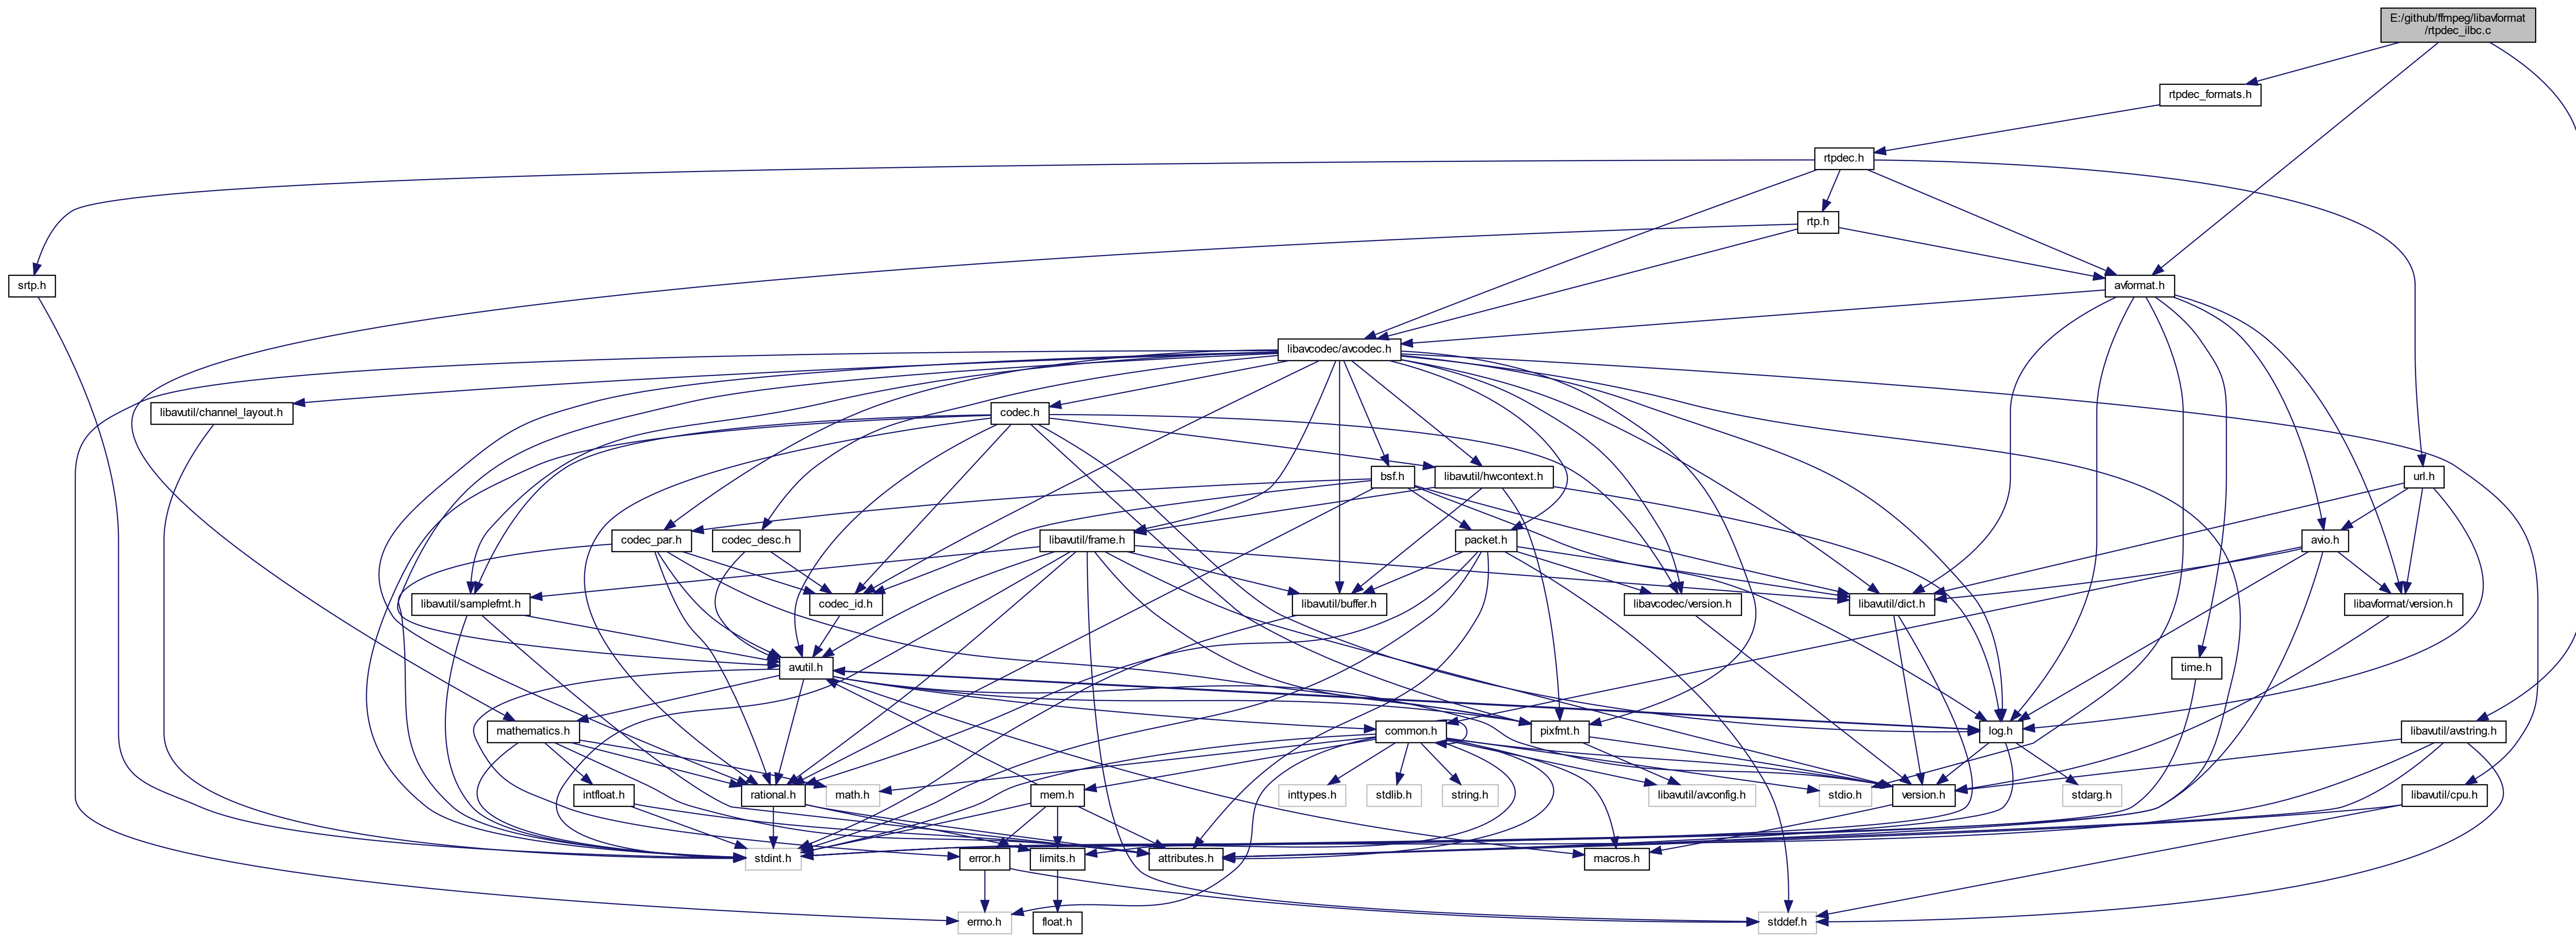 E:/github/ffmpeg/libavformat
/rtpdec_ilbc.c
rtpdec_formats.h
rtpdec.h
rtp.h
srtp.h
avformat.h
libavcodec/avcodec.h
libavutil/channel_layout.h
codec.h
bsf.h
libavutil/hwcontext.h
url.h
codec_par.h
codec_desc.h
libavutil/frame.h
packet.h
avio.h
libavutil/samplefmt.h
codec_id.h
libavutil/buffer.h
libavcodec/version.h
libavutil/dict.h
libavformat/version.h
avutil.h
time.h
mathematics.h
common.h
pixfmt.h
log.h
libavutil/avstring.h
intfloat.h
rational.h
math.h
mem.h
inttypes.h
stdlib.h
string.h
libavutil/avconfig.h
stdio.h
version.h
stdarg.h
libavutil/cpu.h
stdint.h
error.h
limits.h
attributes.h
macros.h
errno.h
float.h
stddef.h